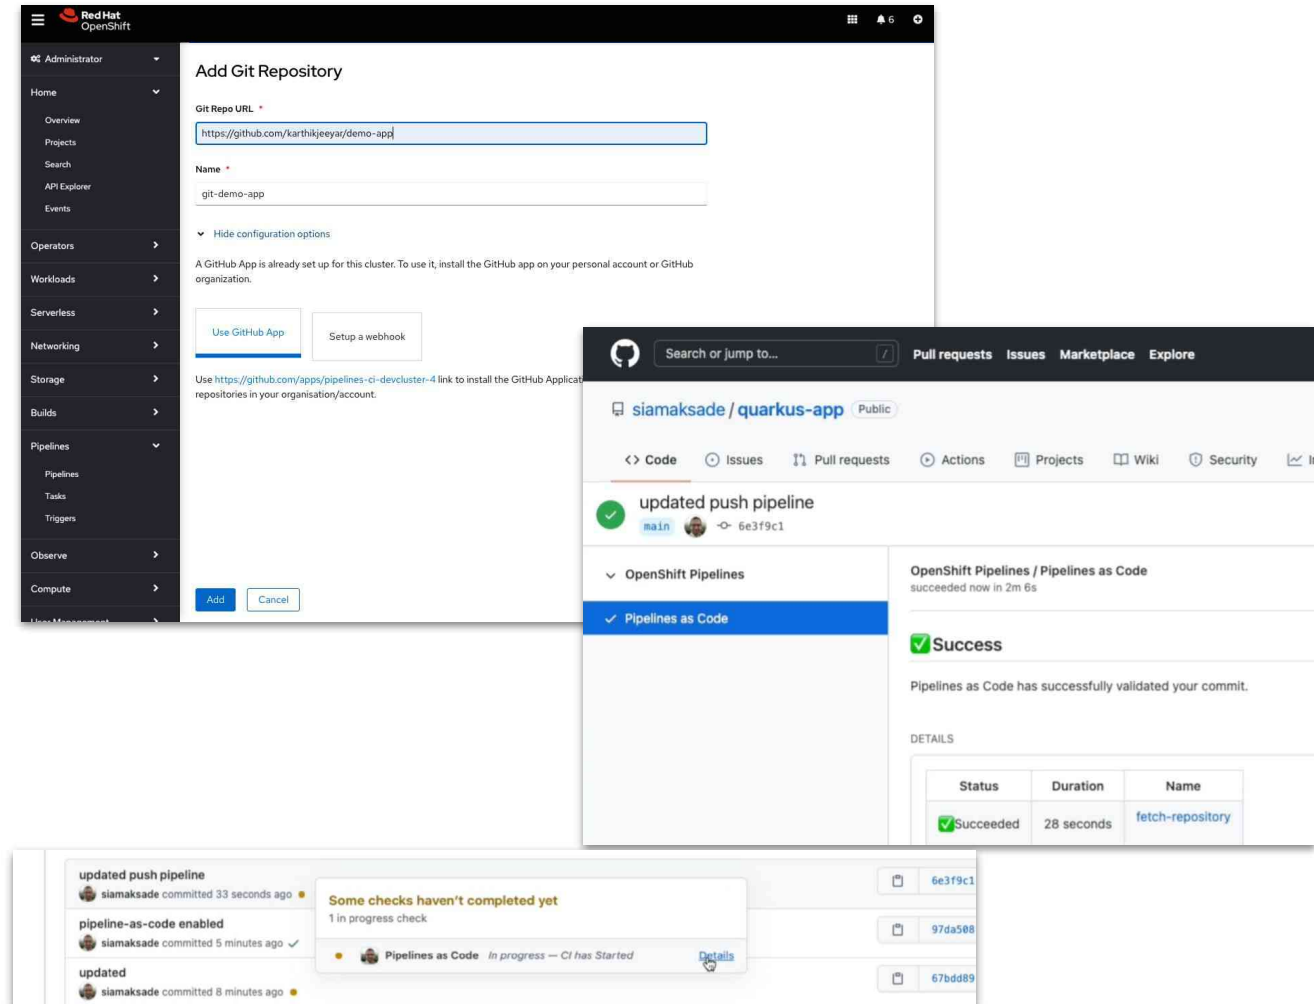 Red Hat
OpenShift
6
Administrator
Home
Overview
Projects
Search
API Explorer
Events
Operators
Workloads
Serverless
Networking
Storage
Builds
Pipelines
Pipelines
Tasks
Triggers
Observe
Compute
User Management
Add Git Repository
Git Repo URL *
https://github.com/karthikjeeyar/demo-app
Name *
git-demo-app
Hide configuration options
A GitHub App is already set up for this cluster. To use it, install the GitHub app on your personal account or GitHub
organization.
Use GitHub App
Setup a webhook
Use https://github.com/apps/pipelines-ci-devcluster-4 link to install the GitHub Applicati
repositories in your organisation/account.
Add
Cancel
Search or jump to...
/
Pull requests Issues Marketplace Explore
siamaksade / quarkus-app Public
<> Code Issues Pull requests Actions Projects Wiki Security In
updated push pipeline
main 6e3f9c1
OpenShift Pipelines
Pipelines as Code
OpenShift Pipelines / Pipelines as Code
succeeded now in 2m 6s
Success
Pipelines as Code has successfully validated your commit.
DETAILS
Status Duration Name
Succeeded 28 seconds fetch-repository
updated push pipeline
siamaksade committed 33 seconds ago
6e3f9c1
pipeline-as-code enabled
siamaksade committed 5 minutes ago
97da508
updated
siamaksade committed 8 minutes ago
67bdd89
Some checks haven't completed yet
1 in progress check
Pipelines as Code In progress — CI has Started Details